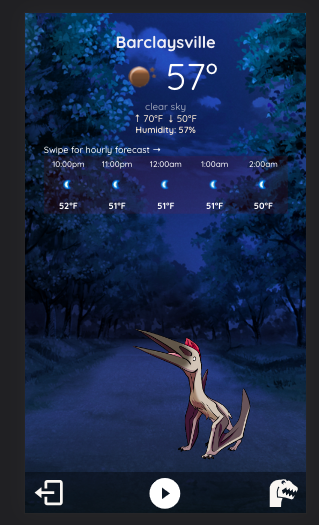 Barclaysville
57°
clear sky
↑ 70°F ↓ 50°F
Humidity: 57%
Swipe for hourly forecast →
10:00pm 11:00pm 12:00am 1:00am 2:00am
52°F 51°F 51°F 51°F 50°F